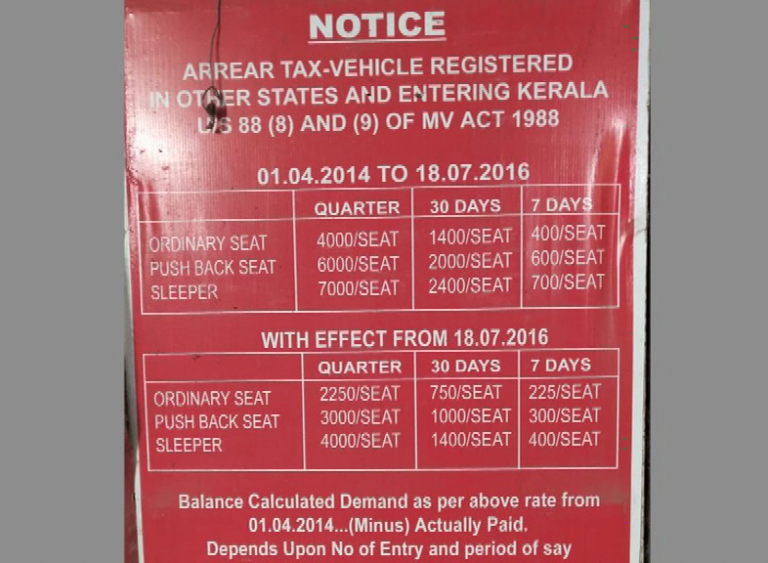 NOTICE
ARREAR TAX-VEHICLE REGISTERED
IN OTHER STATES AND ENTERING KERALA
U/S 88 (8) AND (9) OF MV ACT 1988
01.04.2014 TO 18.07.2016
QUARTER 30 DAYS 7 DAYS
ORDINARY SEAT 4000/SEAT 1400/SEAT 400/SEAT
PUSH BACK SEAT 6000/SEAT 2000/SEAT 600/SEAT
SLEEPER 7000/SEAT 2400/SEAT 700/SEAT
WITH EFFECT FROM 18.07.2016
QUARTER 30 DAYS 7 DAYS
ORDINARY SEAT 2250/SEAT 750/SEAT 225/SEAT
PUSH BACK SEAT 3000/SEAT 1000/SEAT 300/SEAT
SLEEPER 4000/SEAT 1400/SEAT 400/SEAT
Balance Calculated Demand as per above rate from
01.04.2014...(Minus) Actually Paid.
Depends Upon No of Entry and period of say